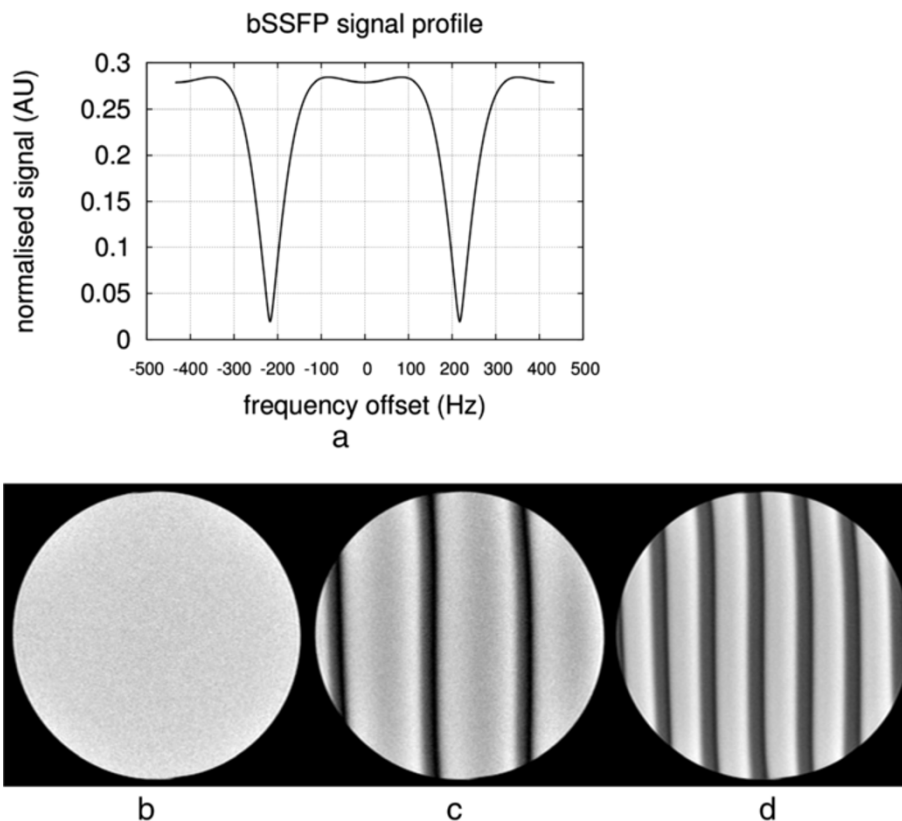 bSSFP signal profile
normalised signal (AU)
0.3
0.25
0.2
0.15
0.1
0.05
0
-500 -400 -300 -200 -100 0 100 200 300 400 500
frequency offset (Hz)
a
b c d